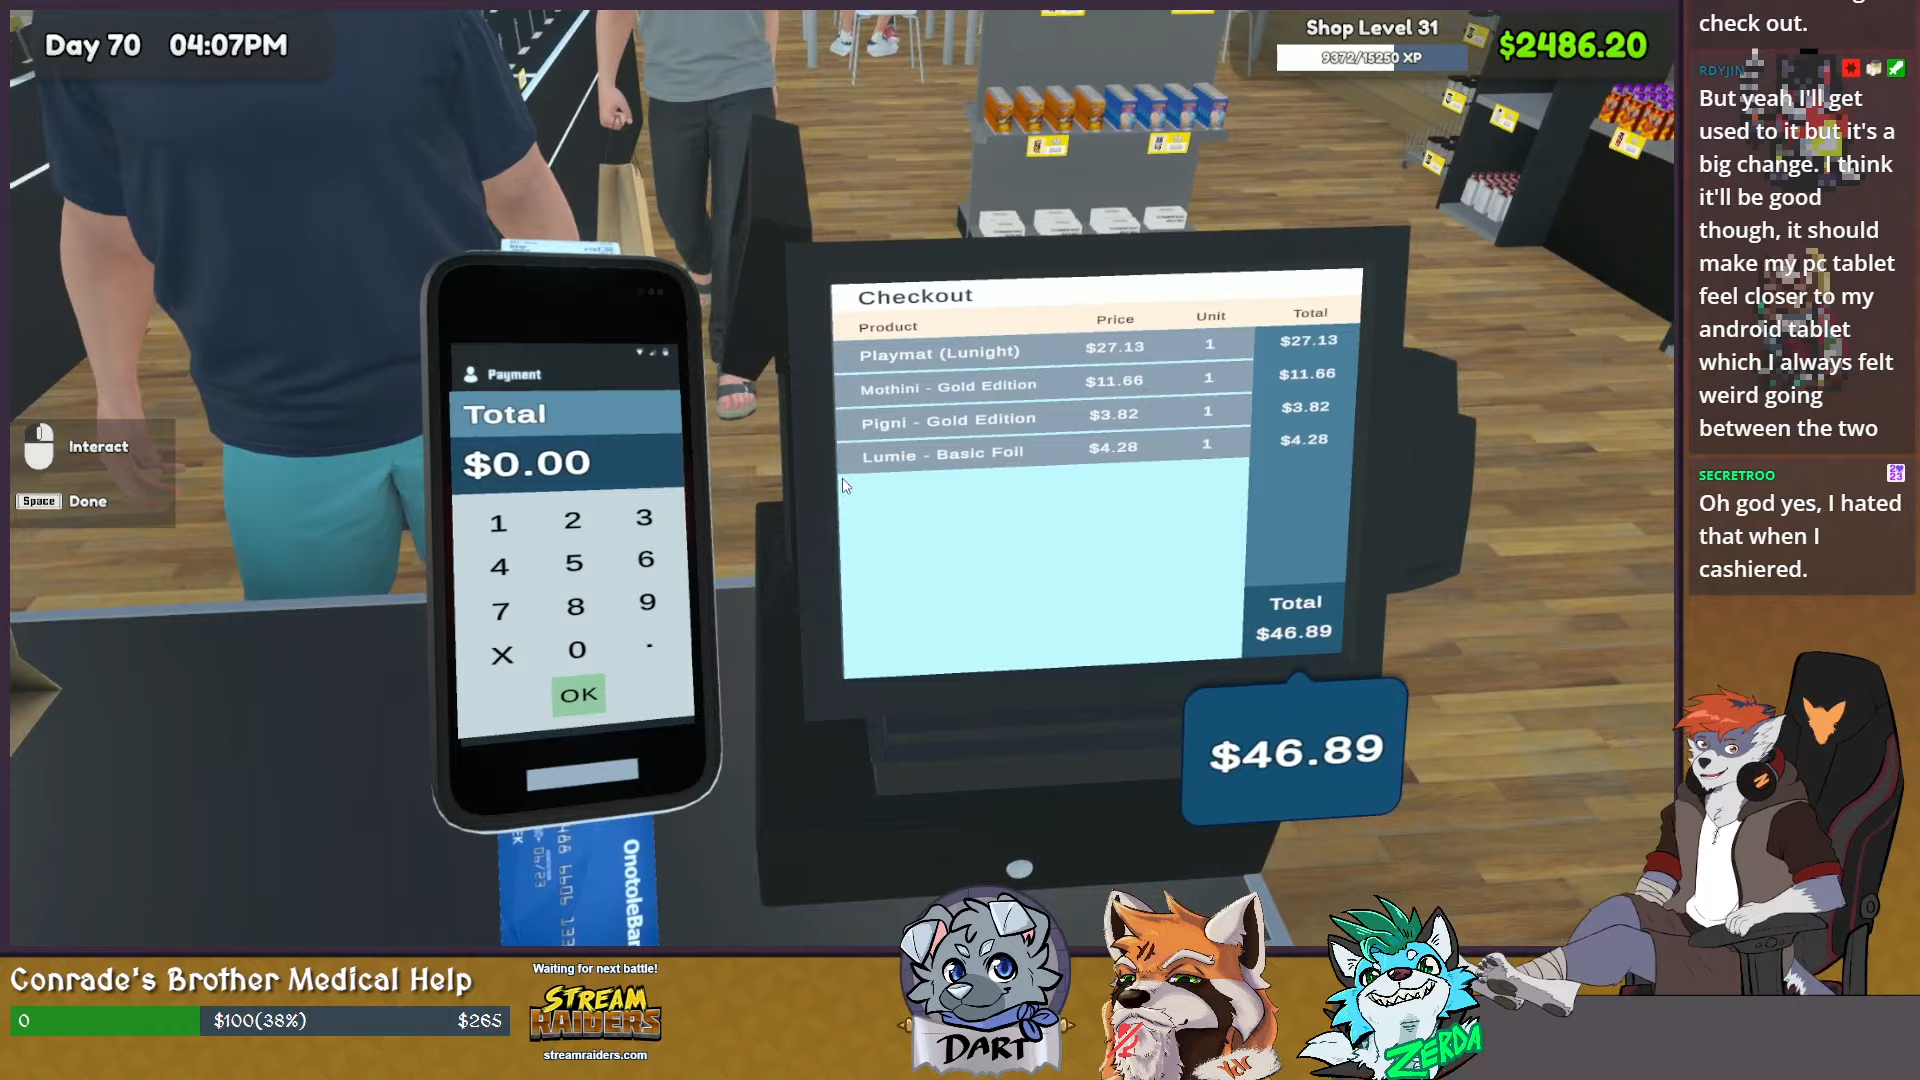 Day 70 04:07PM
Shop Level 31
9372/15250 XP
$2486.20
Interact
Space Done
Payment
Total
$0.00
1 2 3
4 5 6
7 8 9
X 0 .
OK
Checkout
Product Price Unit Total
Playmat (Lunight) $27.13 1 $27.13
Mothini - Gold Edition $11.66 1 $11.66
Pigni - Gold Edition $3.82 1 $3.82
Lumie - Basic Foil $4.28 1 $4.28
Total
$46.89
$46.89
OnotoleBan
check out.
RDYJIN
But yeah I'll get
used to it but it's a
big change. I think
it'll be good
though, it should
make my pc tablet
feel closer to my
android tablet
which I always felt
weird going
between the two
SECRETROO
Oh god yes, I hated
that when I
cashiered.
Conrade's Brother Medical Help
0 $100(38%) $265
Waiting for next battle!
STREAM
RAIDERS
streamraiders.com
DART
Ydr
ZERDA